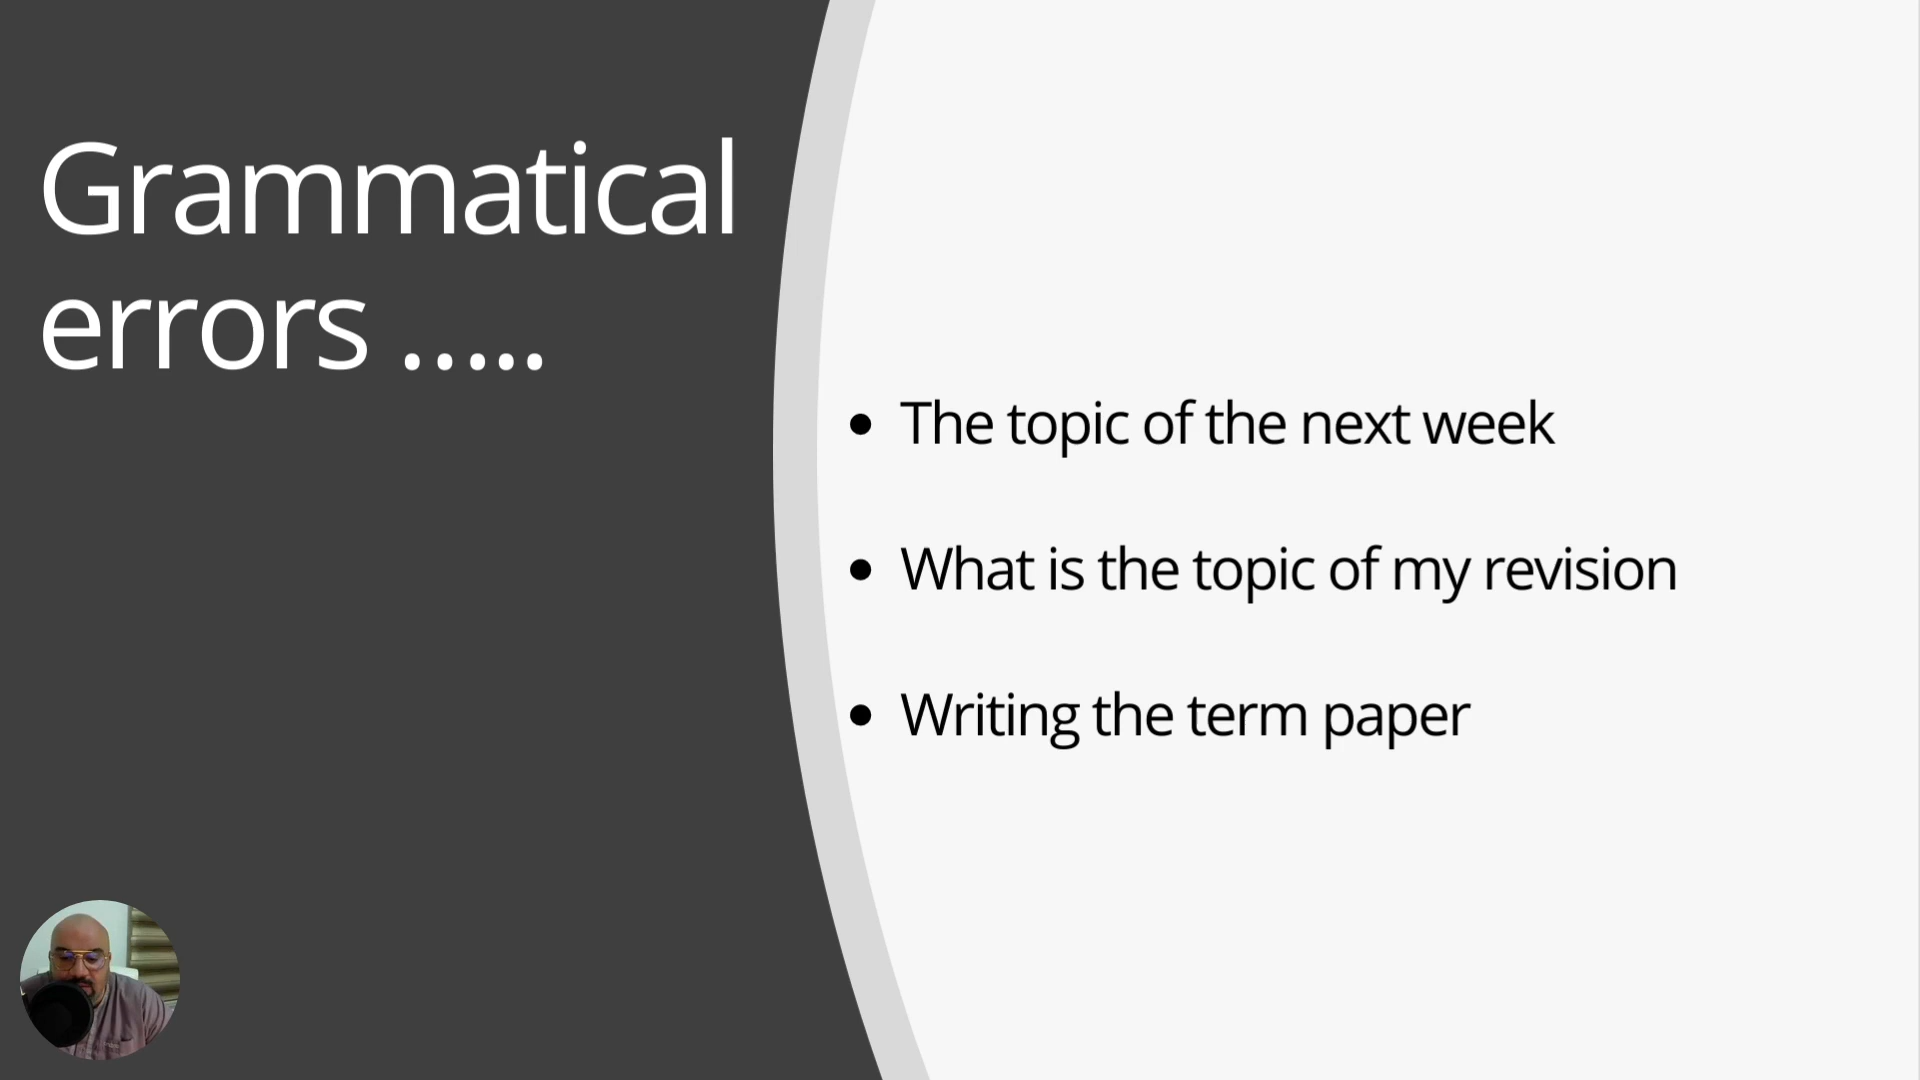 Grammatical
errors .....
• The topic of the next week
• What is the topic of my revision
• Writing the term paper